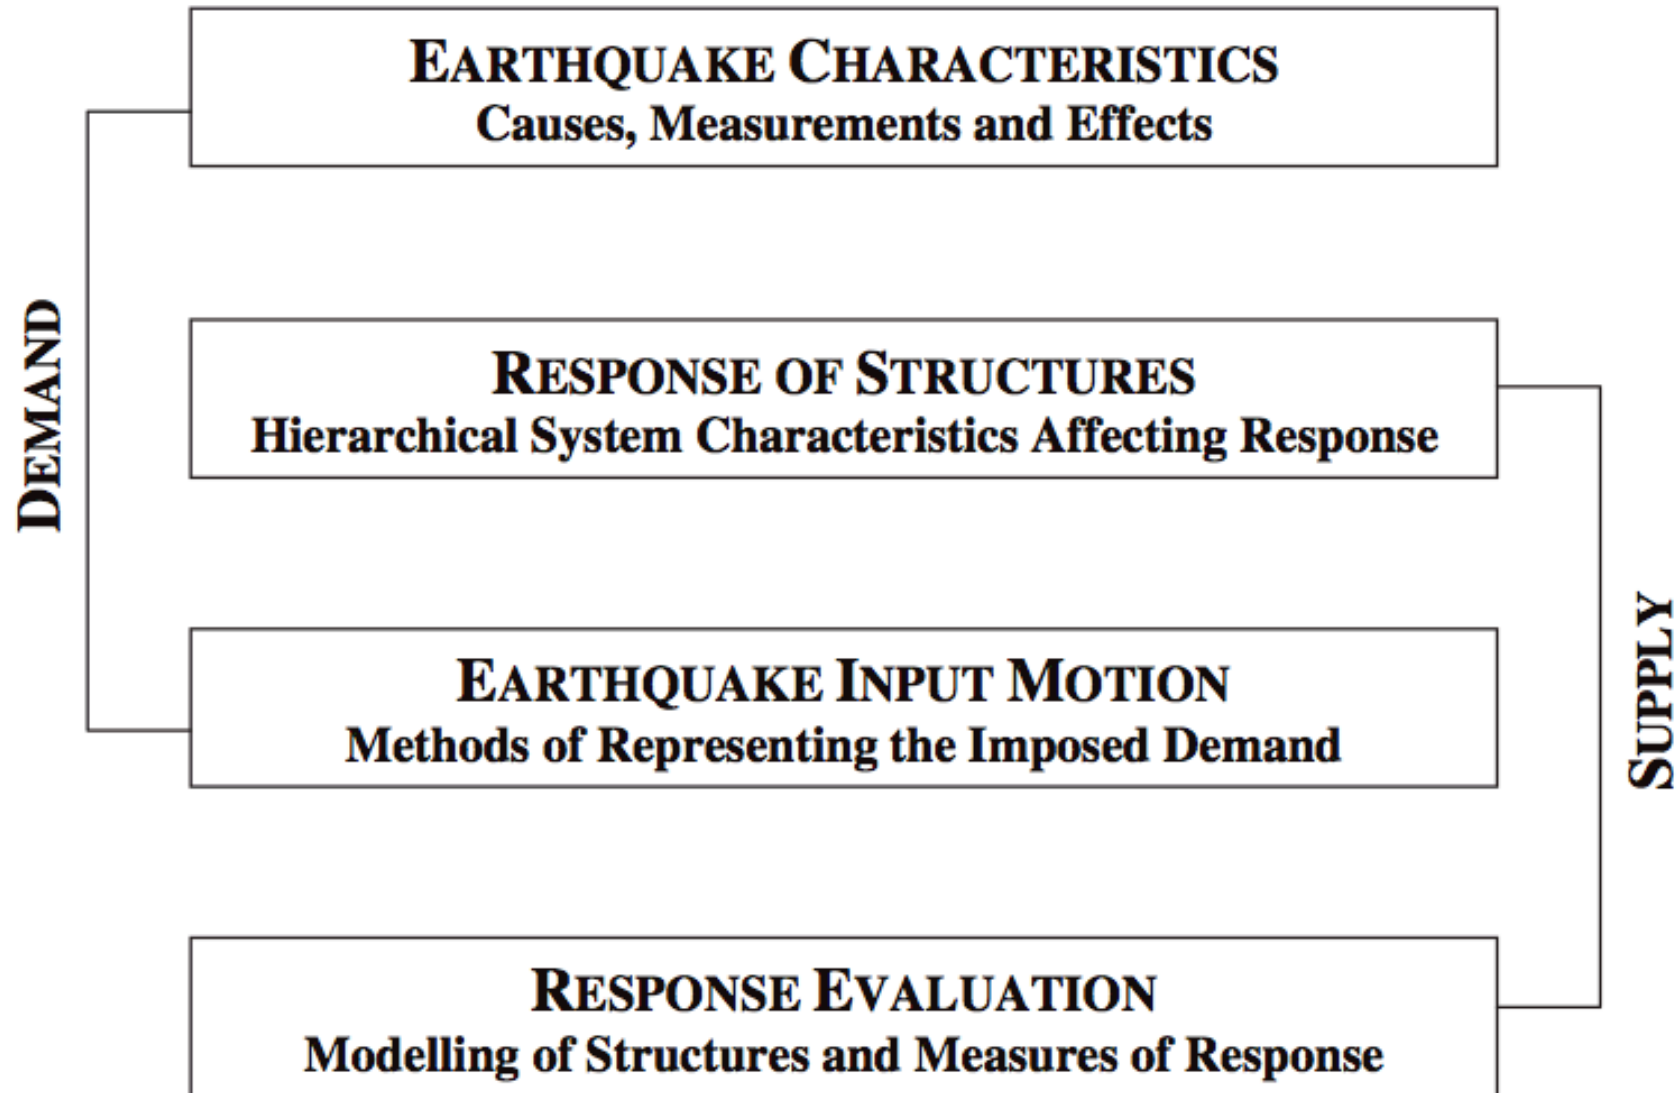 EARTHQUAKE CHARACTERISTICS
Causes, Measurements and Effects
DEMAND
RESPONSE OF STRUCTURES
Hierarchical System Characteristics Affecting Response
EARTHQUAKE INPUT MOTION
Methods of Representing the Imposed Demand
SUPPLY
RESPONSE EVALUATION
Modelling of Structures and Measures of Response